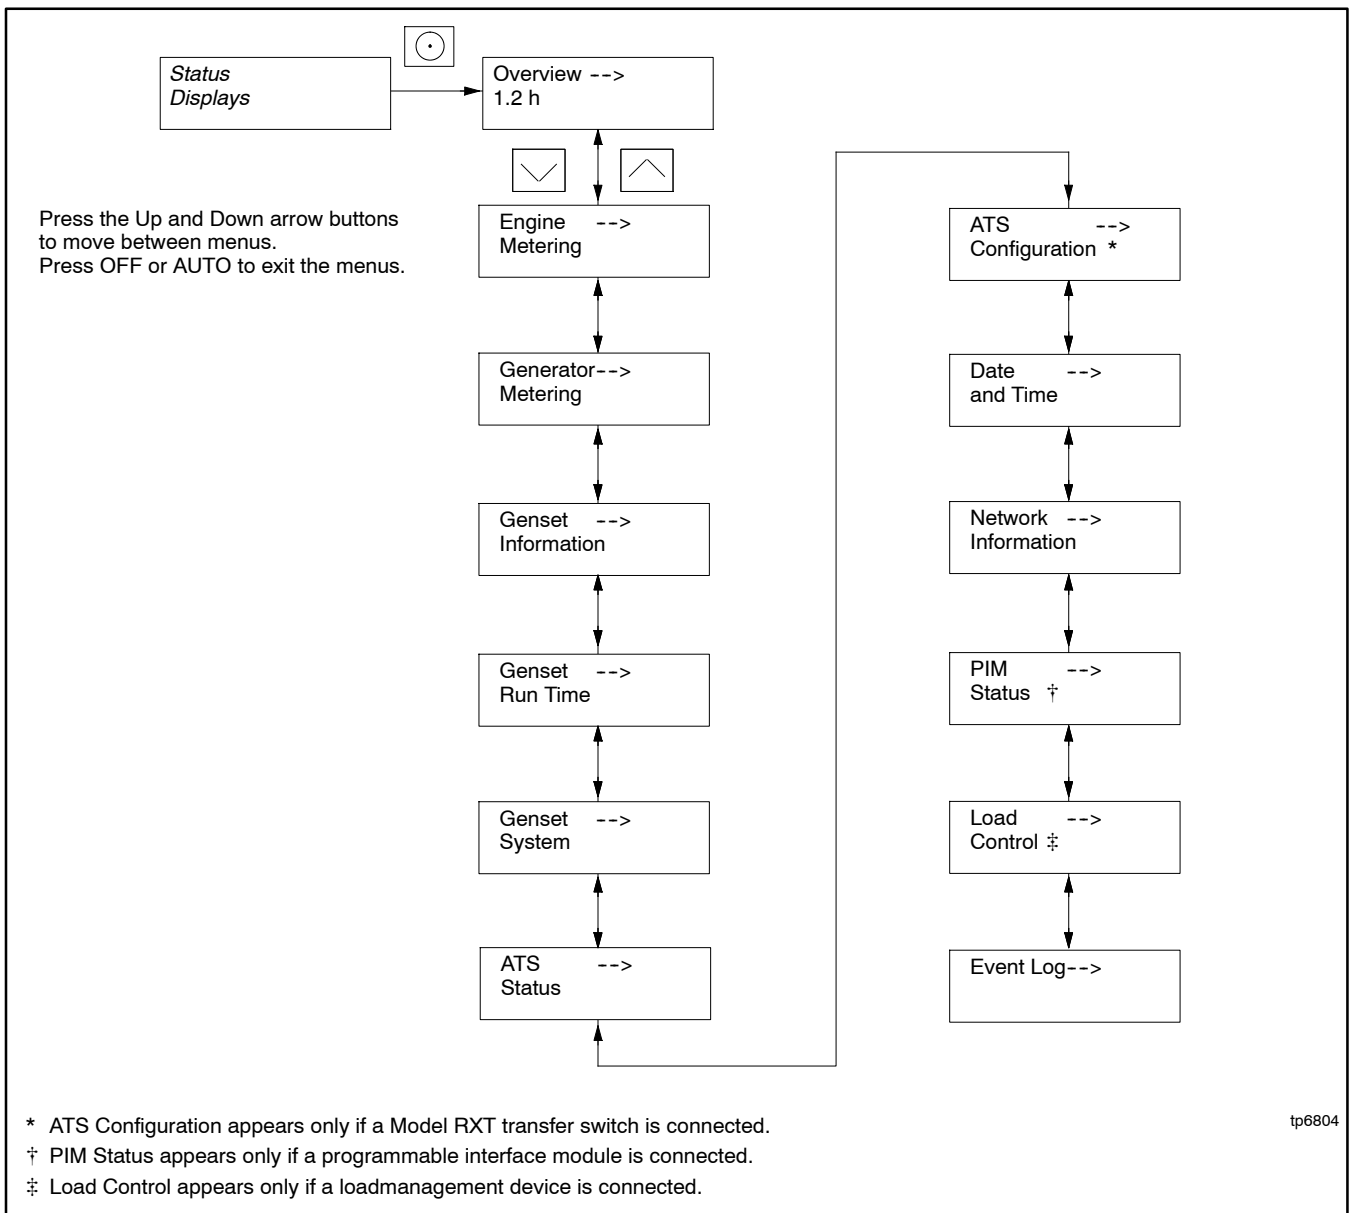 Status
Displays
Overview -->
1.2 h
Press the Up and Down arrow buttons
to move between menus.
Press OFF or AUTO to exit the menus.
Engine -->
Metering
Generator-->
Metering
Genset -->
Information
Genset -->
Run Time
Genset -->
System
ATS -->
Status
ATS -->
Configuration *
Date -->
and Time
Network -->
Information
PIM -->
Status †
Load -->
Control ‡
Event Log-->
* ATS Configuration appears only if a Model RXT transfer switch is connected.
† PIM Status appears only if a programmable interface module is connected.
‡ Load Control appears only if a loadmanagement device is connected.
tp6804